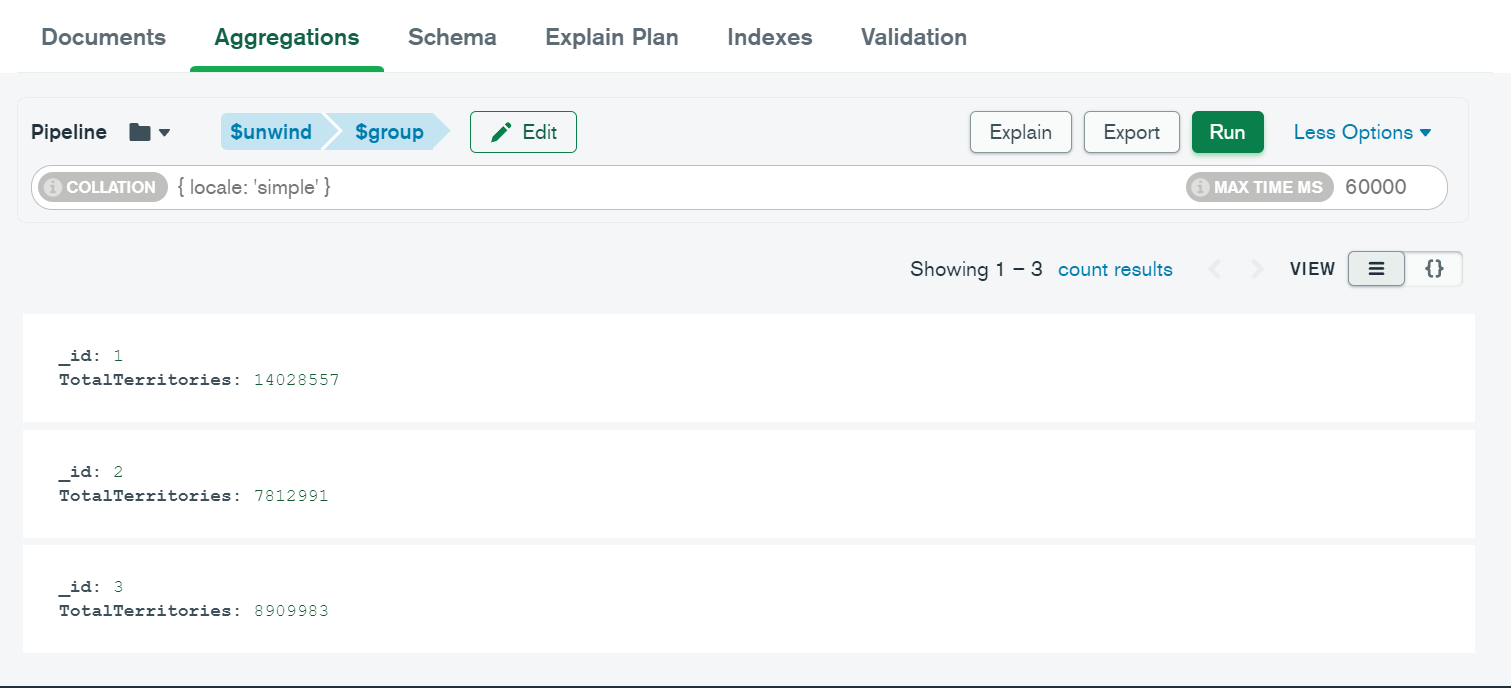 Documents Aggregations Schema Explain Plan Indexes Validation
Pipeline $unwind $group Edit Explain Export Run Less Options
COLLATION { locale: 'simple' } MAX TIME MS 60000
Showing 1 – 3 count results VIEW {}
_id: 1
TotalTerritories: 14028557
_id: 2
TotalTerritories: 7812991
_id: 3
TotalTerritories: 8909983